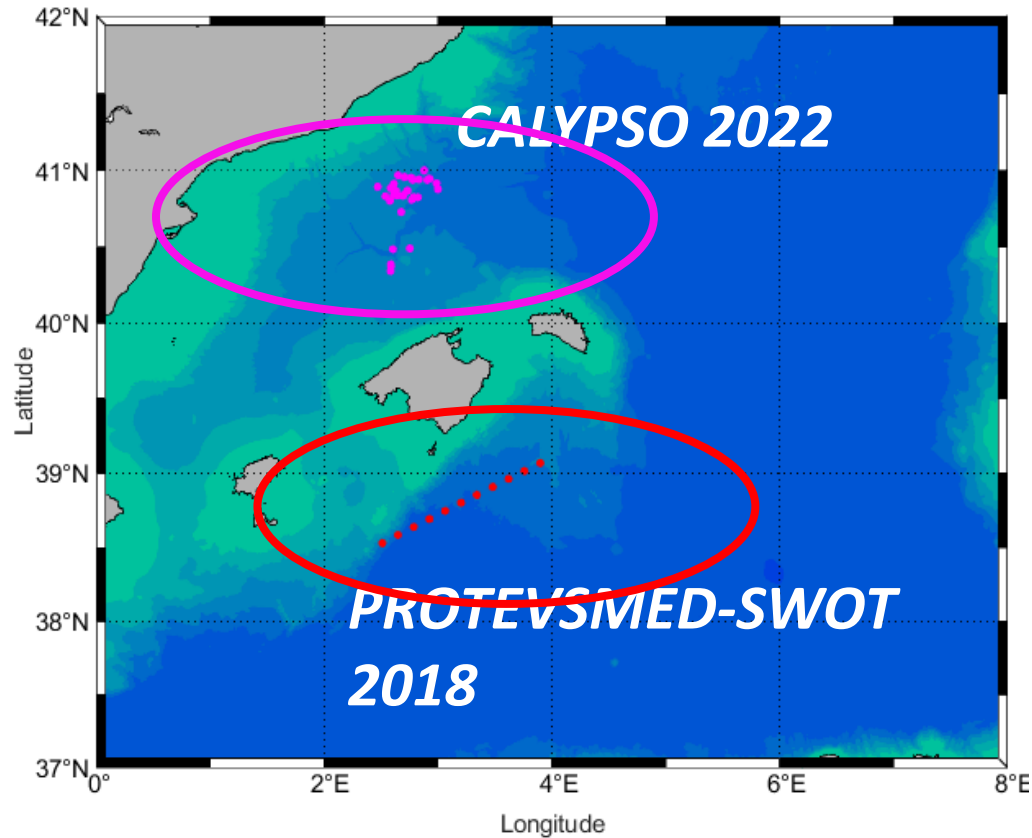 42°N
CALYPSO 2022
41°N
40°N
Latitude
39°N
38°N
PROTEVSMED-SWOT
2018
37°N
0°
2°E
4°E
6°E
8°E
Longitude